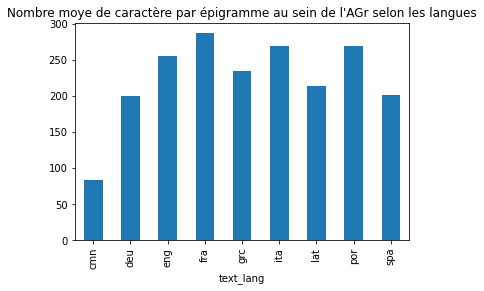 Nombre moye de caractère par épigramme au sein de l'AGr selon les langues
300
250
200
150
100
50
0
cmn deu eng fra grc ita lat por spa
text_lang